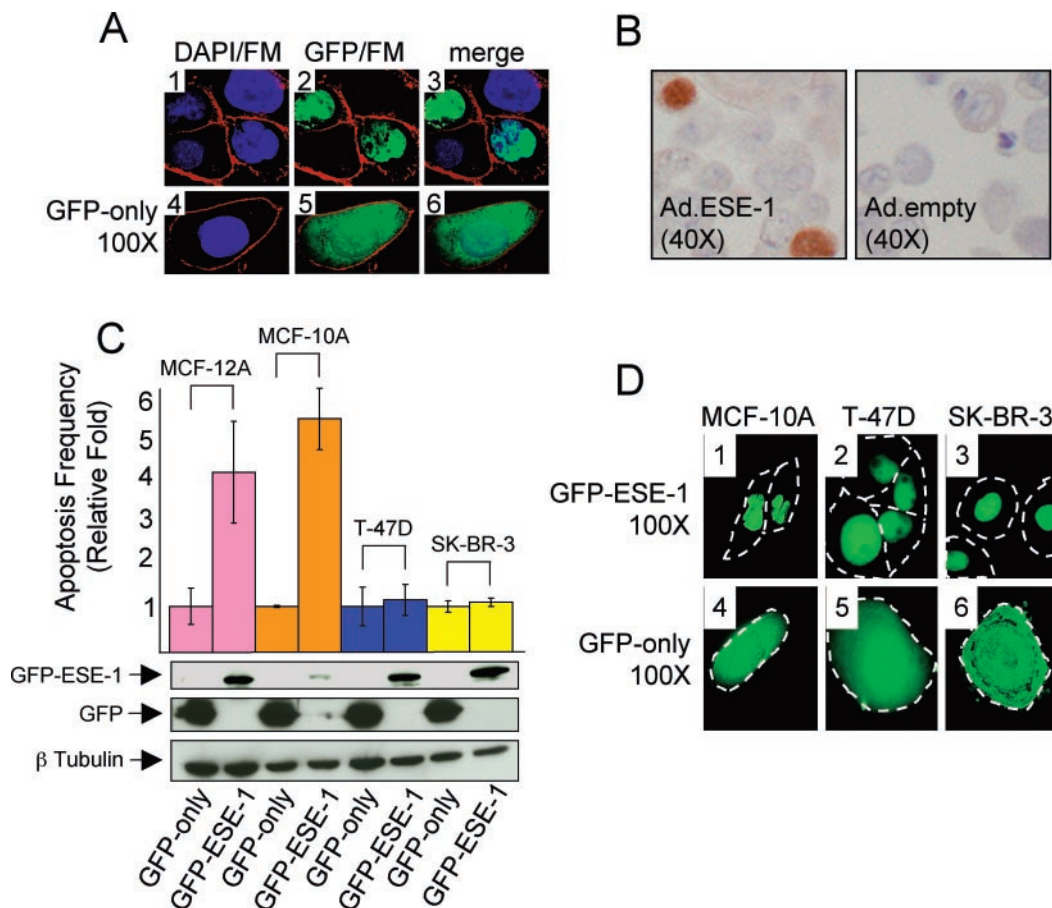 A
DAPI/FM GFP/FM merge
1 2 3
GFP-only
100X
4 5 6
B
Ad.ESE-1
(40X)
Ad.empty
(40X)
C
Apoptosis Frequency
(Relative Fold)
6
5
4
3
2
1
MCF-12A
MCF-10A
T-47D
SK-BR-3
GFP-ESE-1
GFP
β Tubulin
GFP-only
GFP-ESE-1
GFP-only
GFP-ESE-1
GFP-only
GFP-ESE-1
GFP-only
GFP-ESE-1
D
MCF-10A T-47D SK-BR-3
GFP-ESE-1
100X
1 2 3
GFP-only
100X
4 5 6